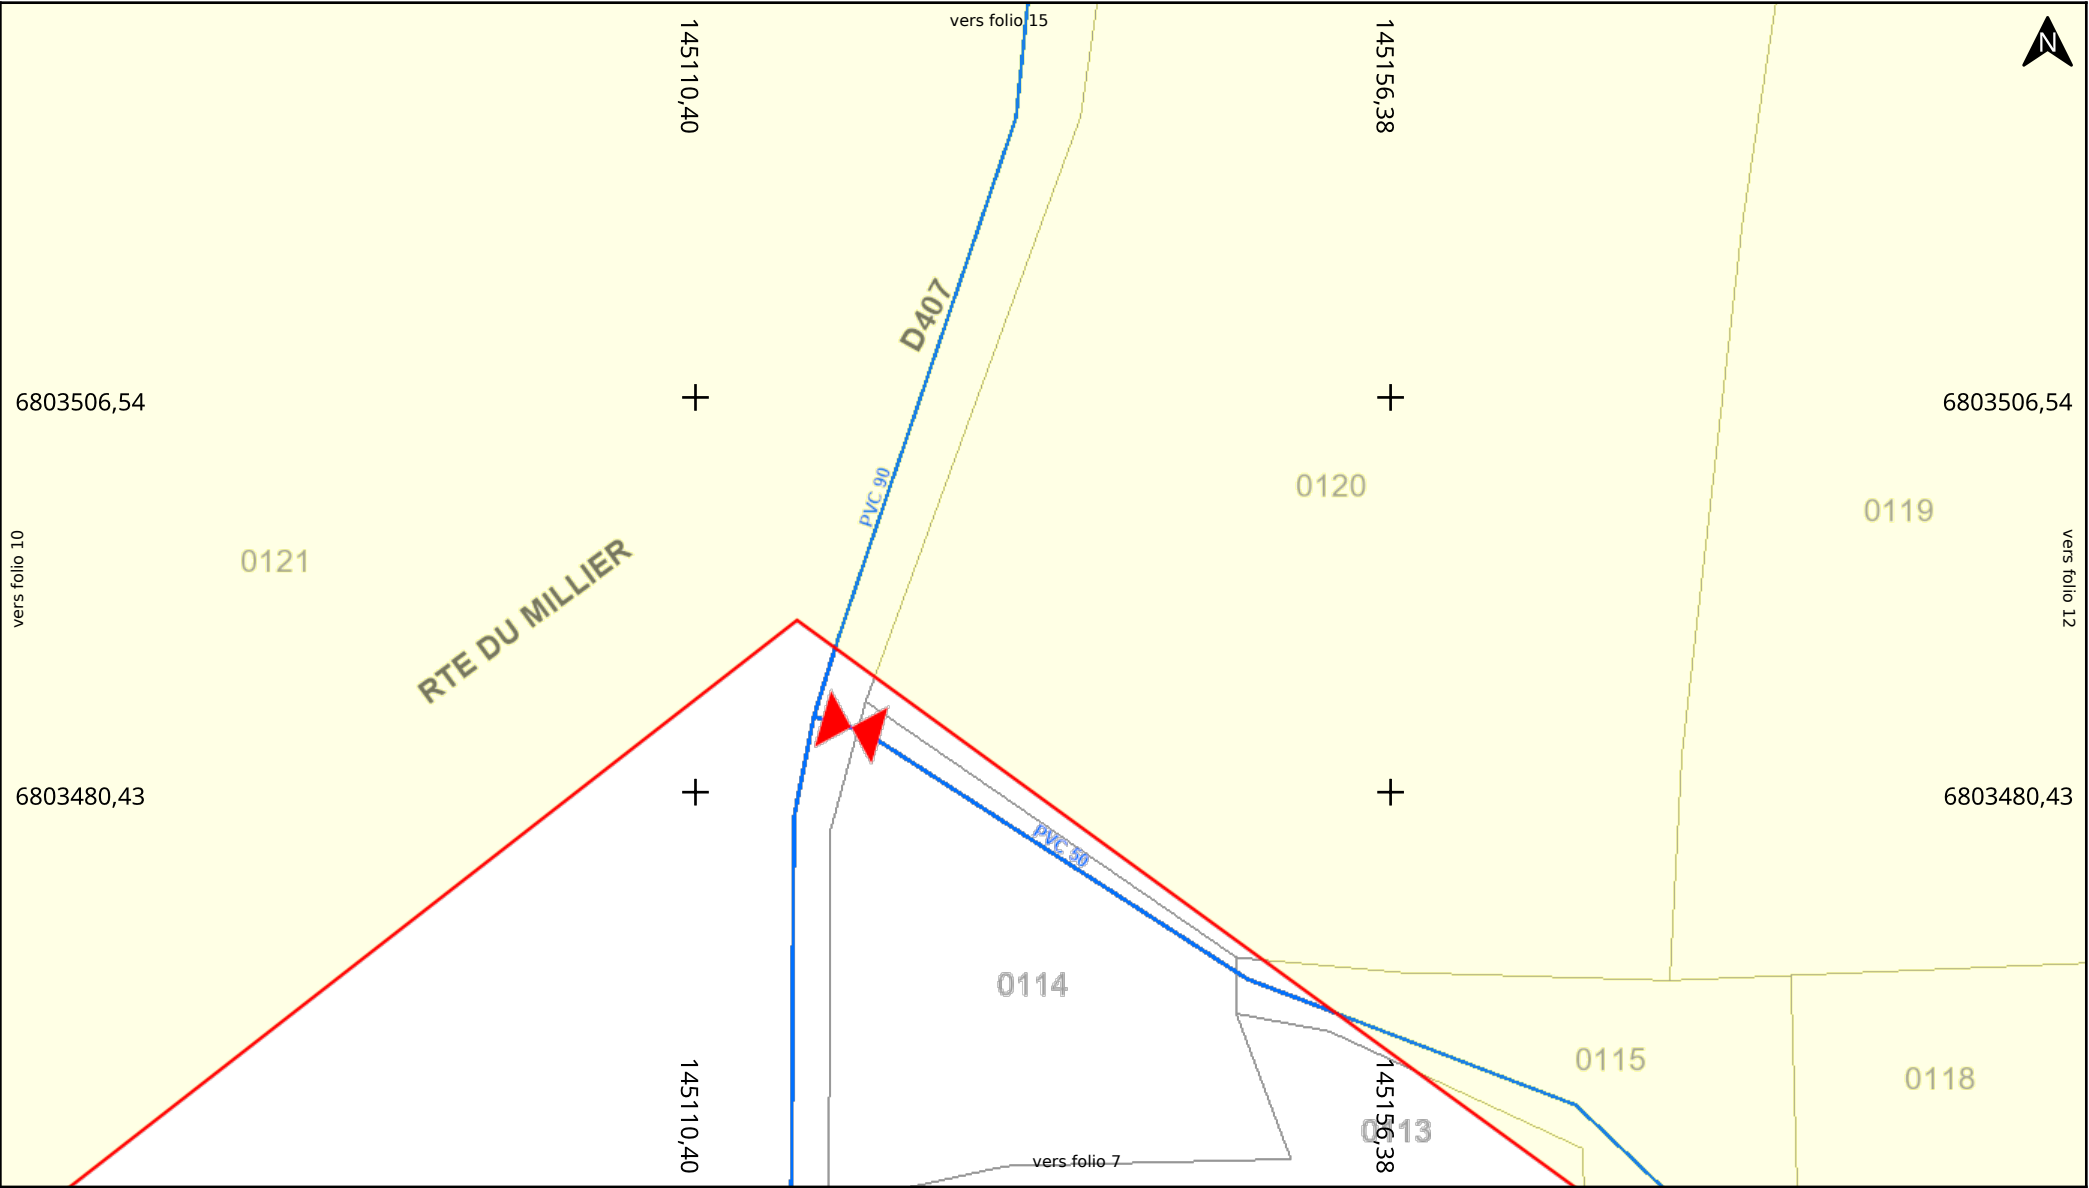 vers folio 15
145110,40
145156,38
N
D407
6803506,54
6803506,54
PVC 90
0120
0119
vers folio 10
0121
RTE DU MILLIER
vers folio 12
6803480,43
6803480,43
PVC 50
0114
0115
0118
145110,40
145156,38
0113
vers folio 7